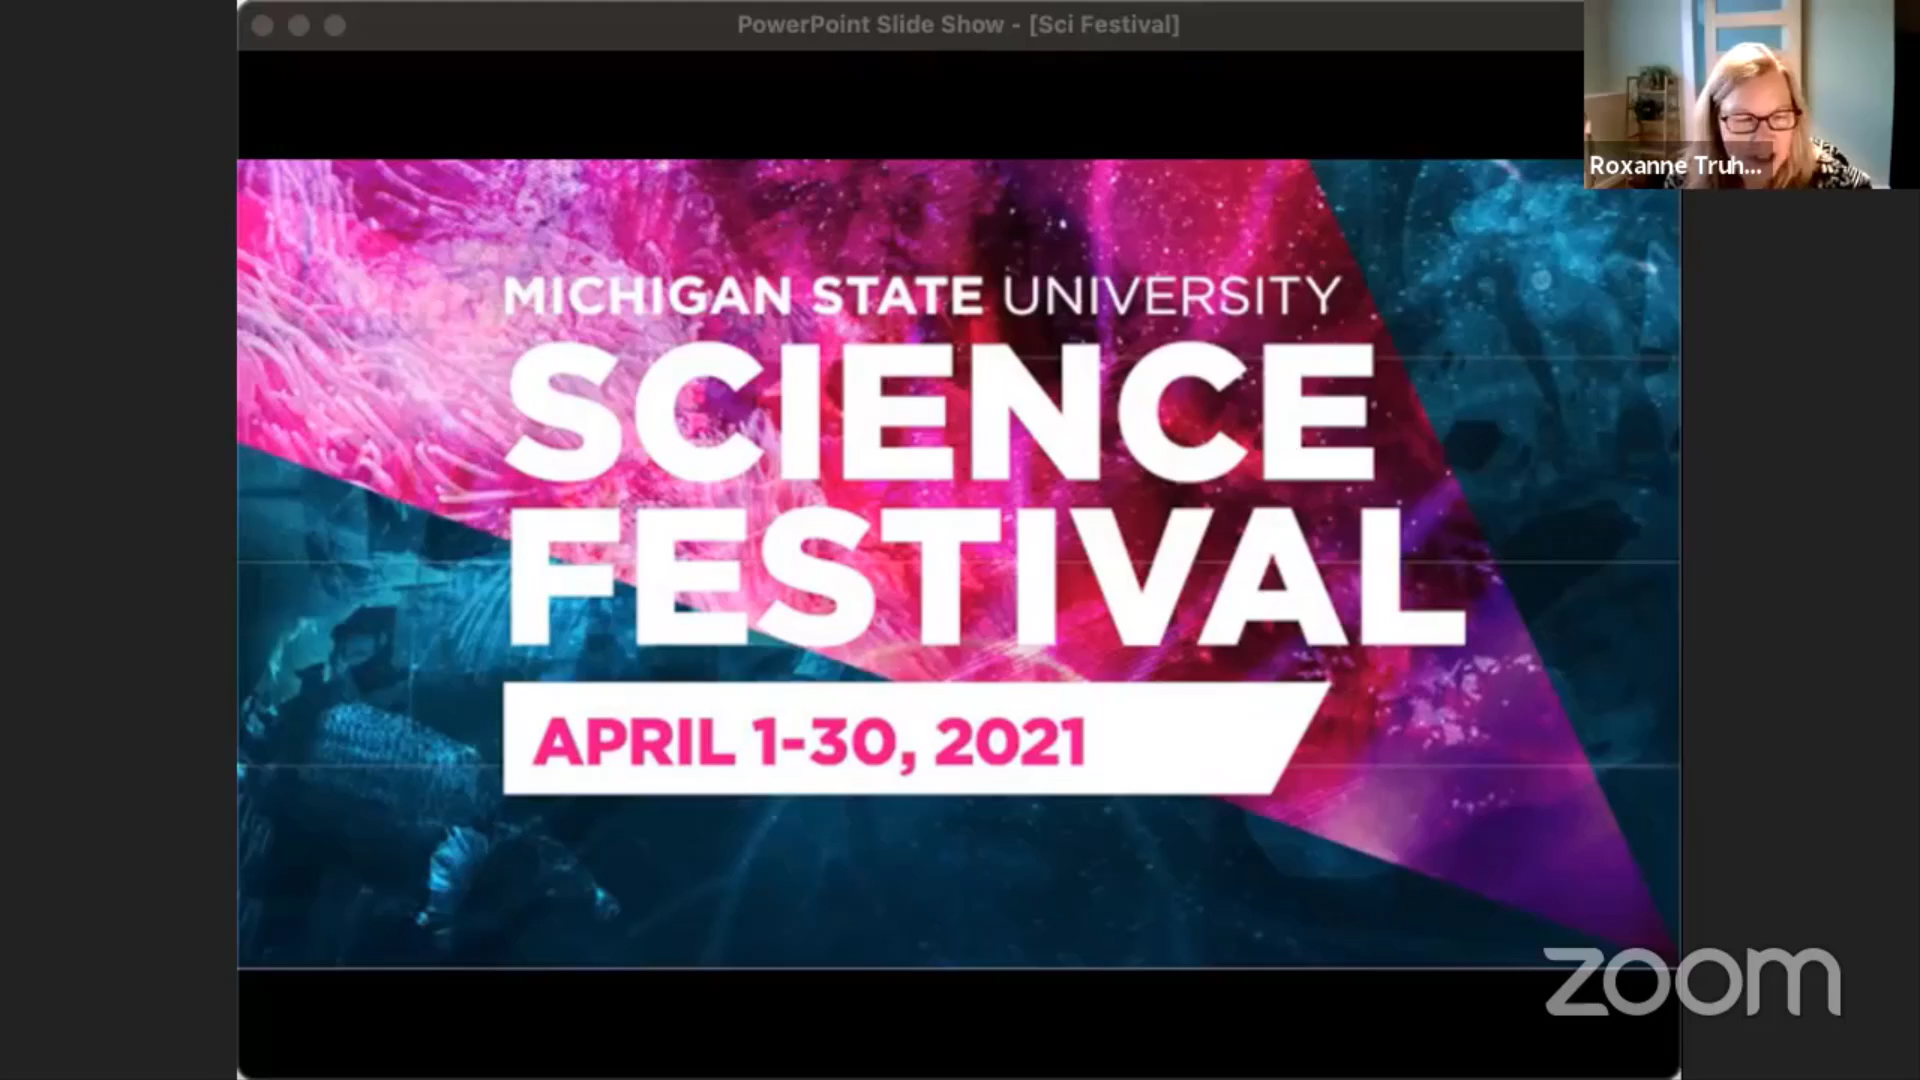 PowerPoint Slide Show - [Sci Festival]
Roxanne Truh...
MICHIGAN STATE UNIVERSITY
SCIENCE
FESTIVAL
APRIL 1-30, 2021
zoom